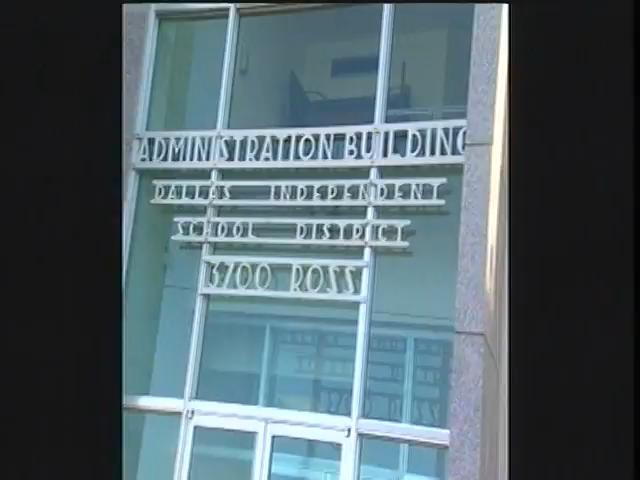 ADMINISTRATION BUILDING
DALLAS INDEPENDENT
SCHOOL DISTRICT
3700 ROSS